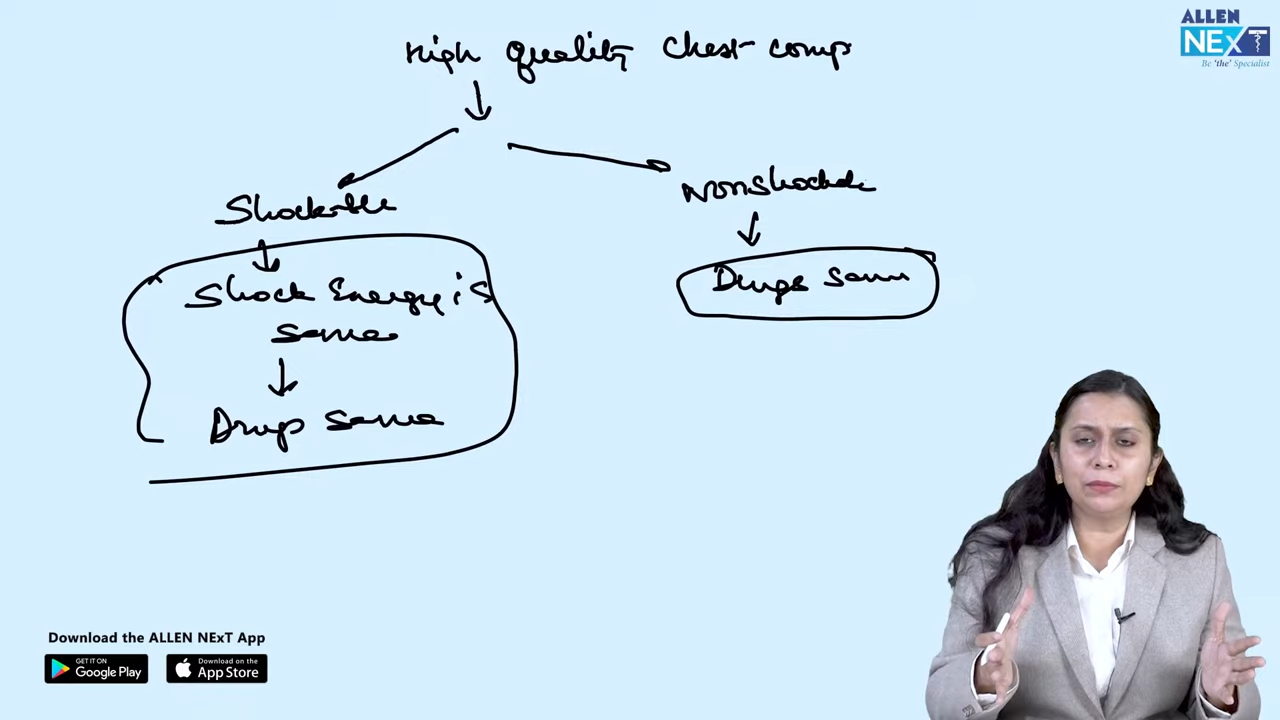 High Quality Chest comp
Shockable
Nonshockable
Shock Energy is
same
Drugs same
Drugs same
ALLEN
NExT
Be 'the' Specialist
Download the ALLEN NExT App
GET IT ON
Google Play
Download on the
App Store